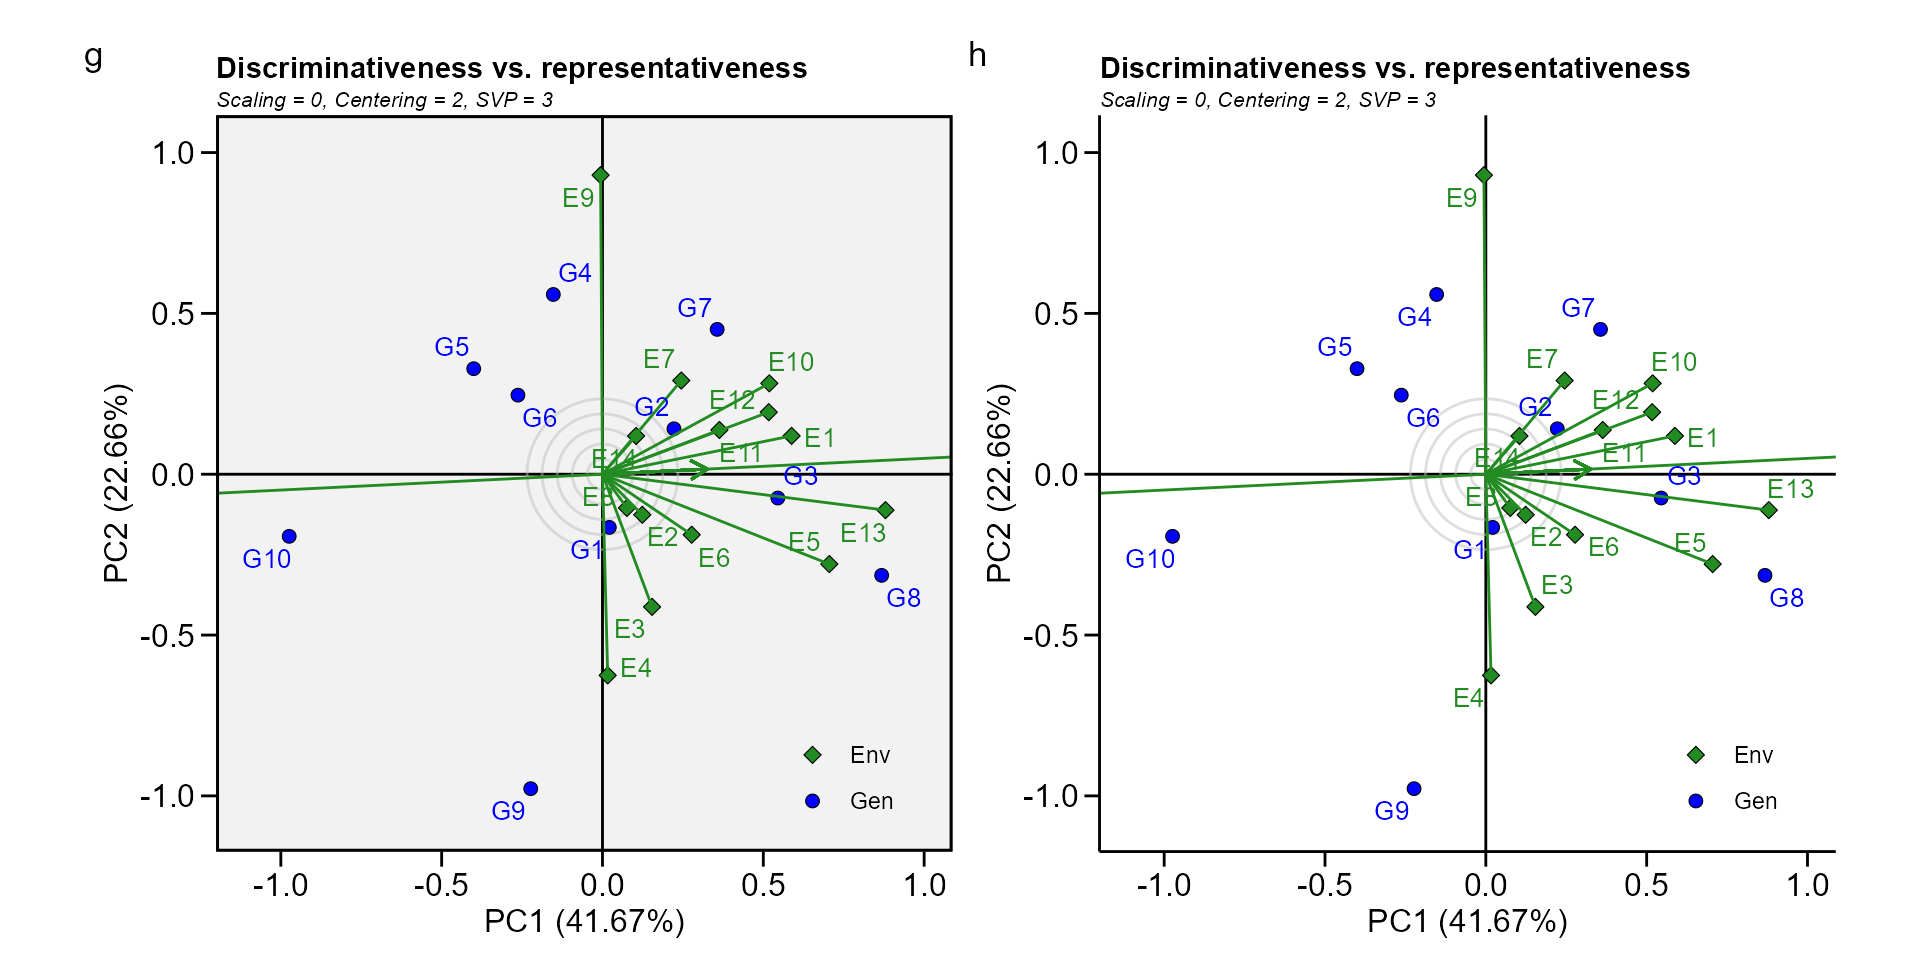 g
Discriminativeness vs. representativeness
Scaling = 0, Centering = 2, SVP = 3
1.0
0.5
0.0
-0.5
-1.0
PC2 (22.66%)
E9
G4
G7
G5
E7
E10
G6
G2
E12
E1
E11
E14
G3
G10
G1
E2
E6
E5
E13
G8
E3
E4
G9
Env
Gen
-1.0 -0.5 0.0 0.5 1.0
PC1 (41.67%)
h
Discriminativeness vs. representativeness
Scaling = 0, Centering = 2, SVP = 3
1.0
0.5
0.0
-0.5
-1.0
PC2 (22.66%)
E9
G4
G7
G5
E7
E10
G6
G2
E12
E1
E11
E14
G3
G10
G1
E2
E6
E5
E13
G8
E3
E4
G9
Env
Gen
-1.0 -0.5 0.0 0.5 1.0
PC1 (41.67%)